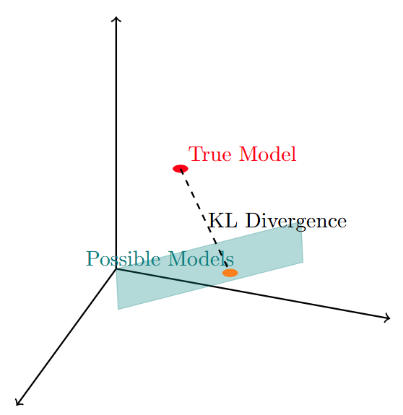 True Model
KL Divergence
Possible Models